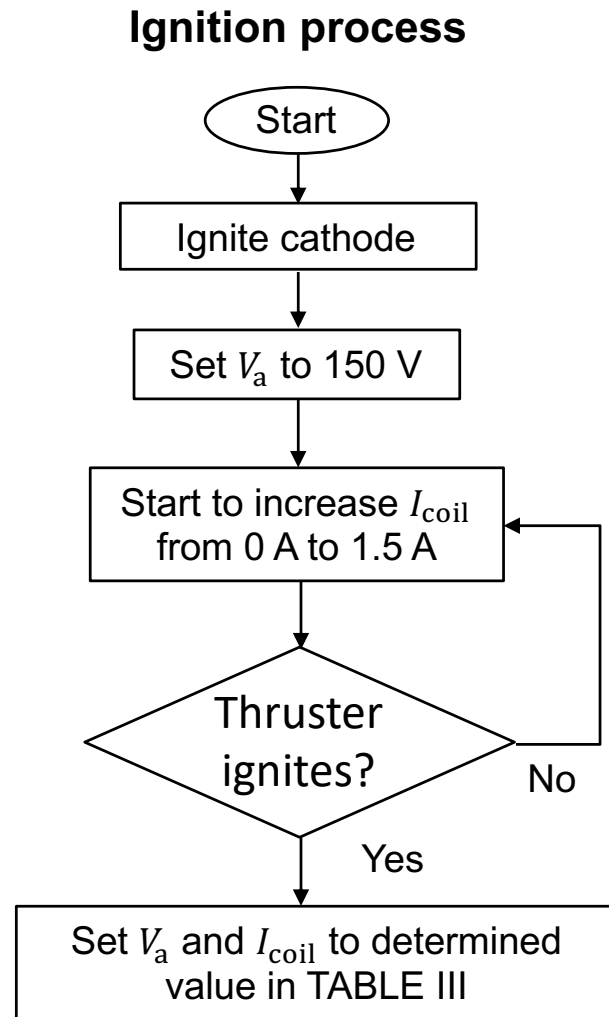 Ignition process
Start
Ignite cathode
Set Va to 150 V
Start to increase Icoil
from 0 A to 1.5 A
Thruster
ignites?
No
Yes
Set Va and Icoil to determined
value in TABLE III